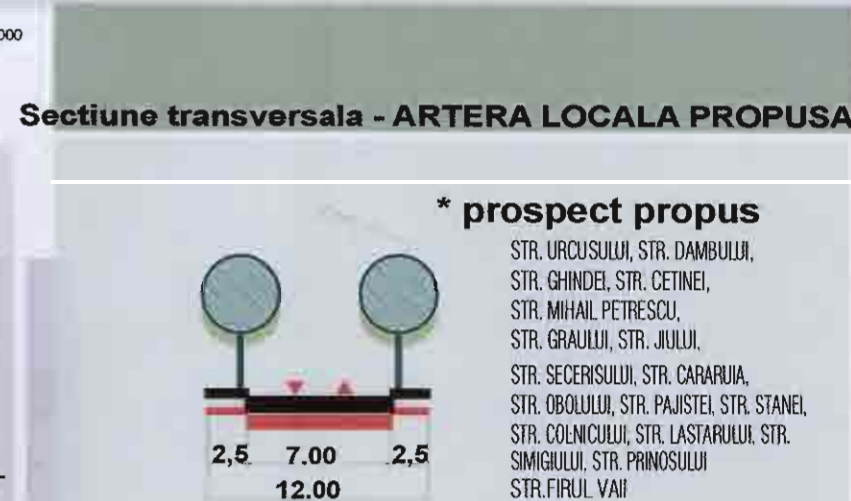 000
Sectiune transversala - ARTERA LOCALA PROPUSA
* prospect propus
STR. URCUSULUI, STR. DAMBULUI,
STR. GHINDEI, STR. CETINEI,
STR. MIHAIL PETRESCU,
STR. GRAULUI, STR. JIULUI,
STR. SECERISULUI, STR. CARARUIA,
STR. OBOLULUI, STR. PAJISTEI, STR. STANEI,
STR. COLNICULUI, STR. LASTARULUI, STR.
SIMIGIULUI, STR. PRINOSULUI
STR.FIRUL VAII
2,5 7.00 2,5
12.00